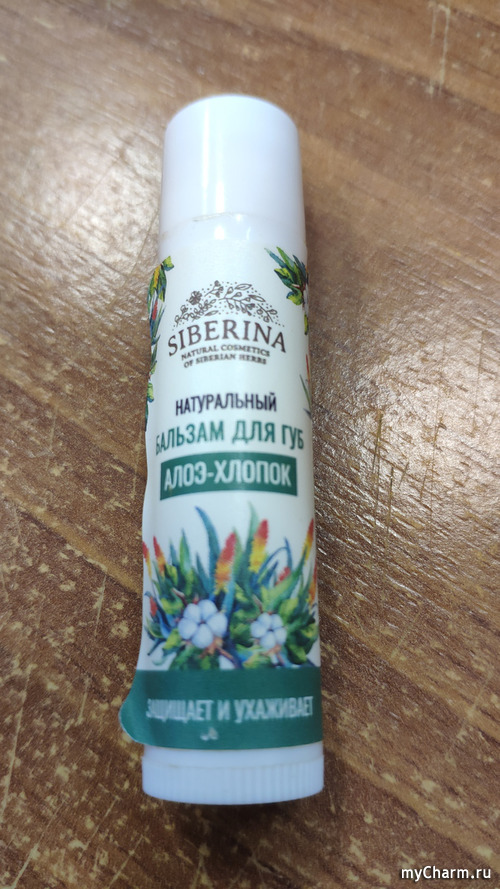 SIBERINA
NATURAL COSMETICS
OF SIBERIAN HERBS
НАТУРАЛЬНЫЙ
БАЛЬЗАМ ДЛЯ ГУБ
АЛОЭ-ХЛОПОК
ЗАЩИЩАЕТ И УХАЖИВАЕТ
myCharm.ru